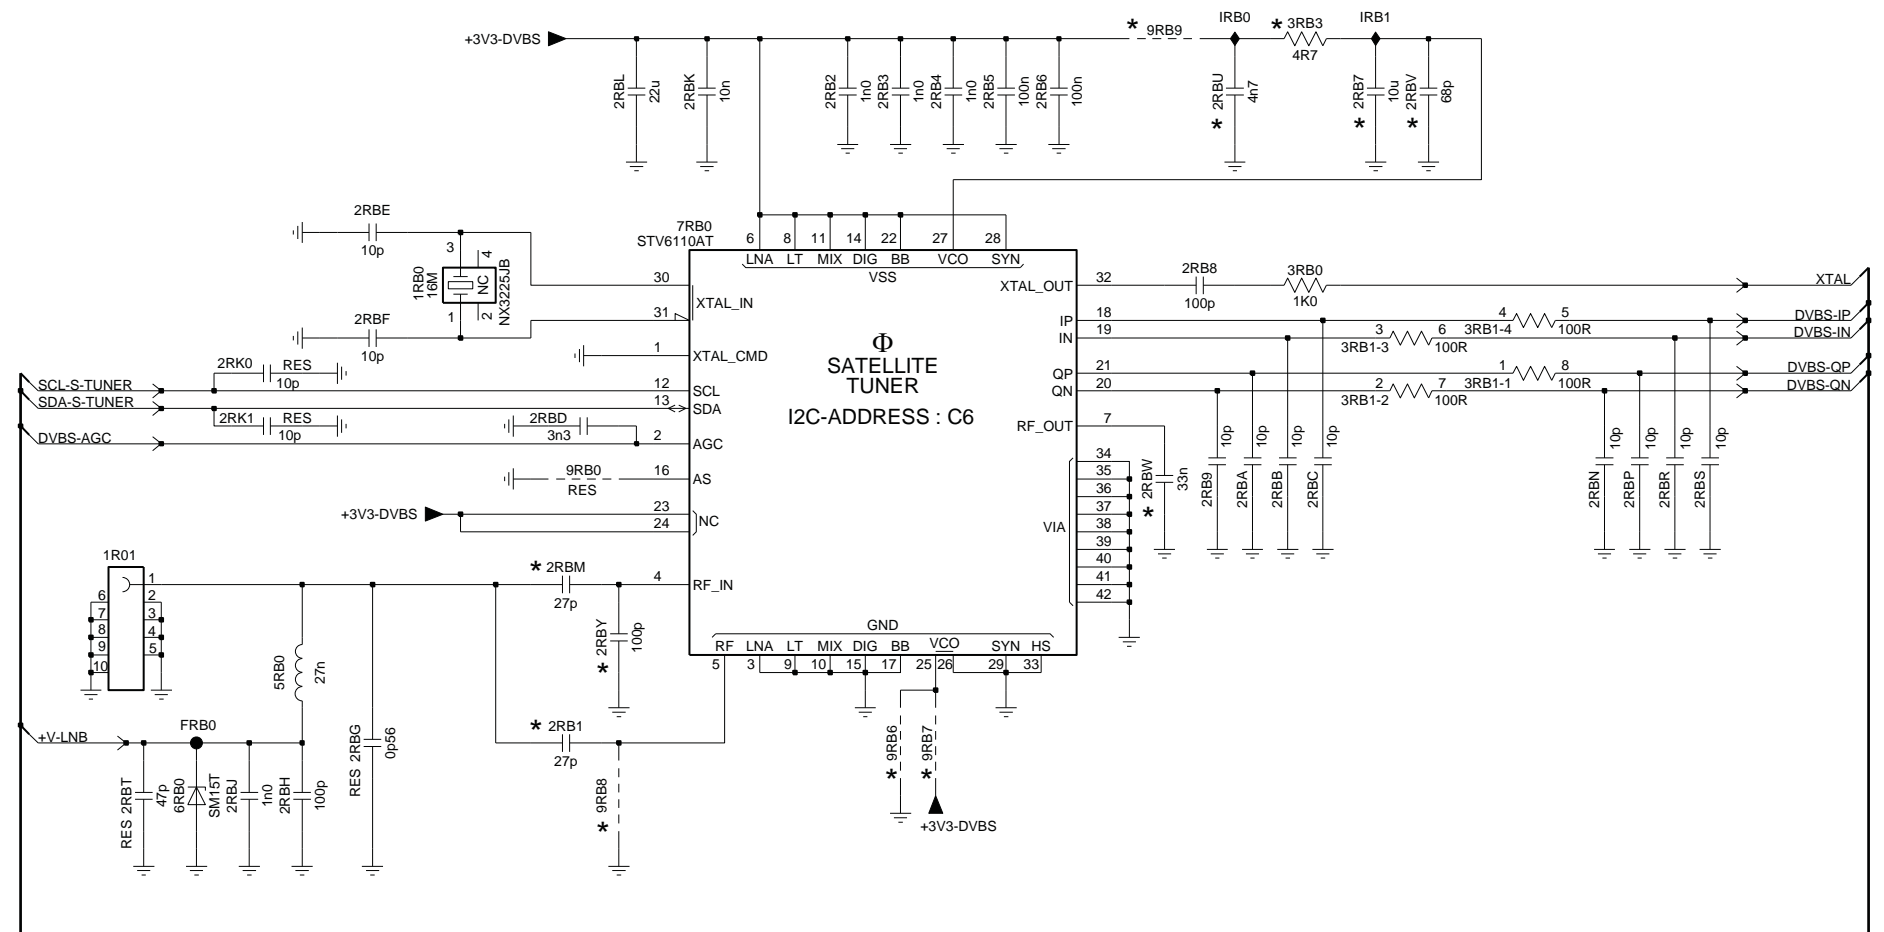 +3V3-DVBS
* 9RB9
IRB0
* 3RB3
4R7
IRB1
2RBL
22u
2RBK
10n
2RB2
1n0
2RB3
1n0
2RB4
1n0
2RB5
100n
2RB6
100n
* 2RBU
4n7
* 2RB7
10u
* 2RBV
68p
7RB0
STV6110AT
6
8
11
14
22
27
28
LNA
LT
MIX
DIG
BB
VCO
SYN
VSS
2RBE
10p
3
4
1RB0
16M
NC
NX3225JB
1
2
2RBF
10p
30
31
XTAL_IN
1
XTAL_CMD
2RK0
RES
10p
SCL-S-TUNER
12
SCL
SDA-S-TUNER
13
SDA
2RK1
RES
10p
2RBD
3n3
DVBS-AGC
2
AGC
9RB0
RES
16
AS
+3V3-DVBS
23
24
NC
Φ
SATELLITE
TUNER
I2C-ADDRESS : C6
XTAL_OUT
32
2RB8
100p
3RB0
1K0
XTAL
IP
18
4
5
3RB1-4
100R
DVBS-IP
IN
19
3
6
3RB1-3
100R
DVBS-IN
QP
21
1
8
3RB1-1
100R
DVBS-QP
QN
20
2
7
3RB1-2
100R
DVBS-QN
RF_OUT
7
* 2RBW
33n
2RB9
10p
2RBA
10p
2RBB
10p
2RBC
10p
2RBN
10p
2RBP
10p
2RBR
10p
2RBS
10p
VIA
34
35
36
37
38
39
40
41
42
1R01
1
2
3
4
5
6
7
8
9
10
* 2RBM
27p
4
RF_IN
* 2RBY
100p
GND
RF
LNA
LT
MIX
DIG
BB
VCO
SYN
HS
5
3
9
10
15
17
25
26
29
33
5RB0
27n
* 2RB1
27p
* 9RB8
* 9RB6
* 9RB7
+3V3-DVBS
+V-LNB
FRB0
RES 2RBT
47p
6RB0
SM15T
2RBJ
1n0
2RBH
100p
RES 2RBG
0p56